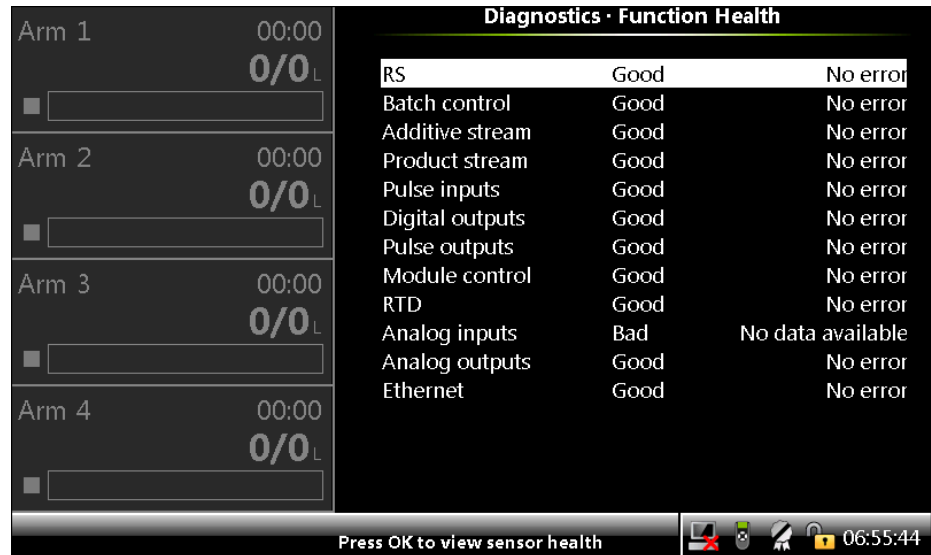 Arm 1 00:00
0/0 L
Arm 2 00:00
0/0 L
Arm 3 00:00
0/0 L
Arm 4 00:00
0/0 L
Diagnostics · Function Health
RS Good No error
Batch control Good No error
Additive stream Good No error
Product stream Good No error
Pulse inputs Good No error
Digital outputs Good No error
Pulse outputs Good No error
Module control Good No error
RTD Good No error
Analog inputs Bad No data available
Analog outputs Good No error
Ethernet Good No error
Press OK to view sensor health
06:55:44